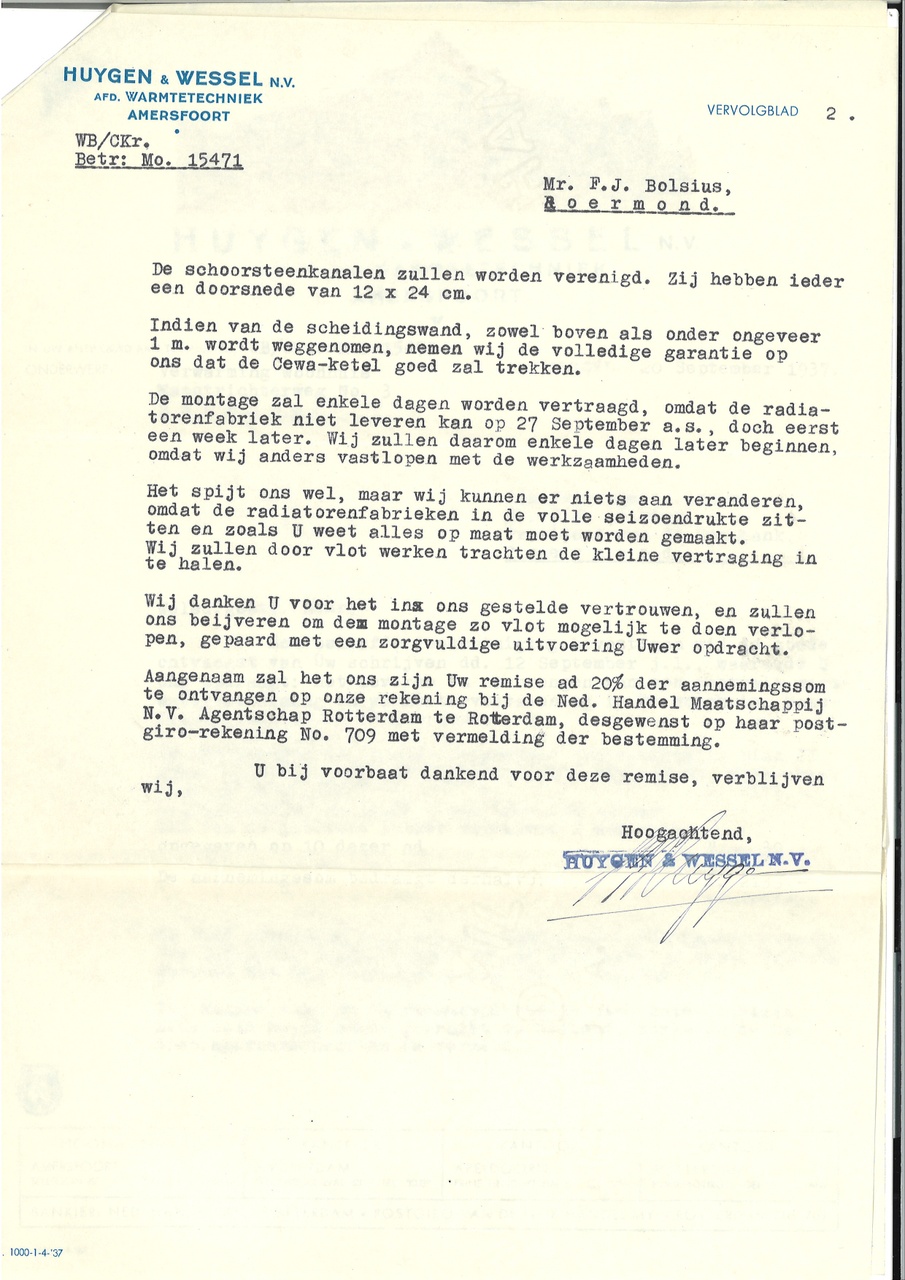 HUYGEN & WESSEL N.V.
AFD. WARMTETECHNIEK
AMERSFOORT
VERVOLGBLAD 2.
WB/CKr.
Betr: Mo. 15471
Mr. F.J. Bolsius,
Roermond.
De schoorsteenkanalen zullen worden verenigd. Zij hebben ieder
een doorsnede van 12 x 24 cm.
Indien van de scheidingswand, zowel boven als onder ongeveer
1 m. wordt weggenomen, nemen wij de volledige garantie op
ons dat de Cewa-ketel goed zal trekken.
De montage zal enkele dagen worden vertraagd, omdat de radia-
torenfabriek niet leveren kan op 27 September a.s., doch eerst
een week later. Wij zullen daarom enkele dagen later beginnen,
omdat wij anders vastlopen met de werkzaamheden.
Het spijt ons wel, maar wij kunnen er niets aan veranderen,
omdat de radiatorenfabrieken in de volle seizoendrukte zit-
ten en zoals U weet alles op maat moet worden gemaakt.
Wij zullen door vlot werken trachten de kleine vertraging in
te halen.
Wij danken U voor het in ons gestelde vertrouwen, en zullen
ons beijveren om de montage zo vlot mogelijk te doen verlo-
pen, gepaard met een zorgvuldige uitvoering Uwer opdracht.
Aangenaam zal het ons zijn Uw remise ad 20% der aannemingssom
te ontvangen op onze rekening bij de Ned. Handel Maatschappij
N.V. Agentschap Rotterdam te Rotterdam, desgewenst op haar post-
giro-rekening No. 709 met vermelding der bestemming.
U bij voorbaat dankend voor deze remise, verblijven
wij,
Hoogachtend,
HUYGEN & WESSEL N.V.
1000-1-4-'37